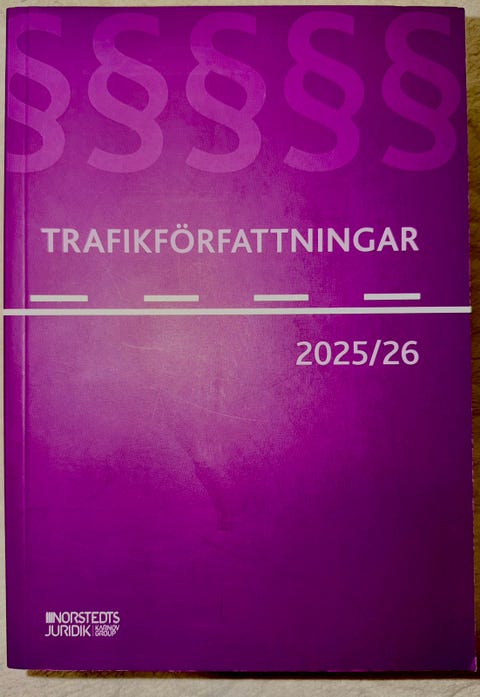 §§§§§
TRAFIKFÖRFATTNINGAR
2025/26
NORSTEDTS
JURIDIK | KARNOV
GROUP